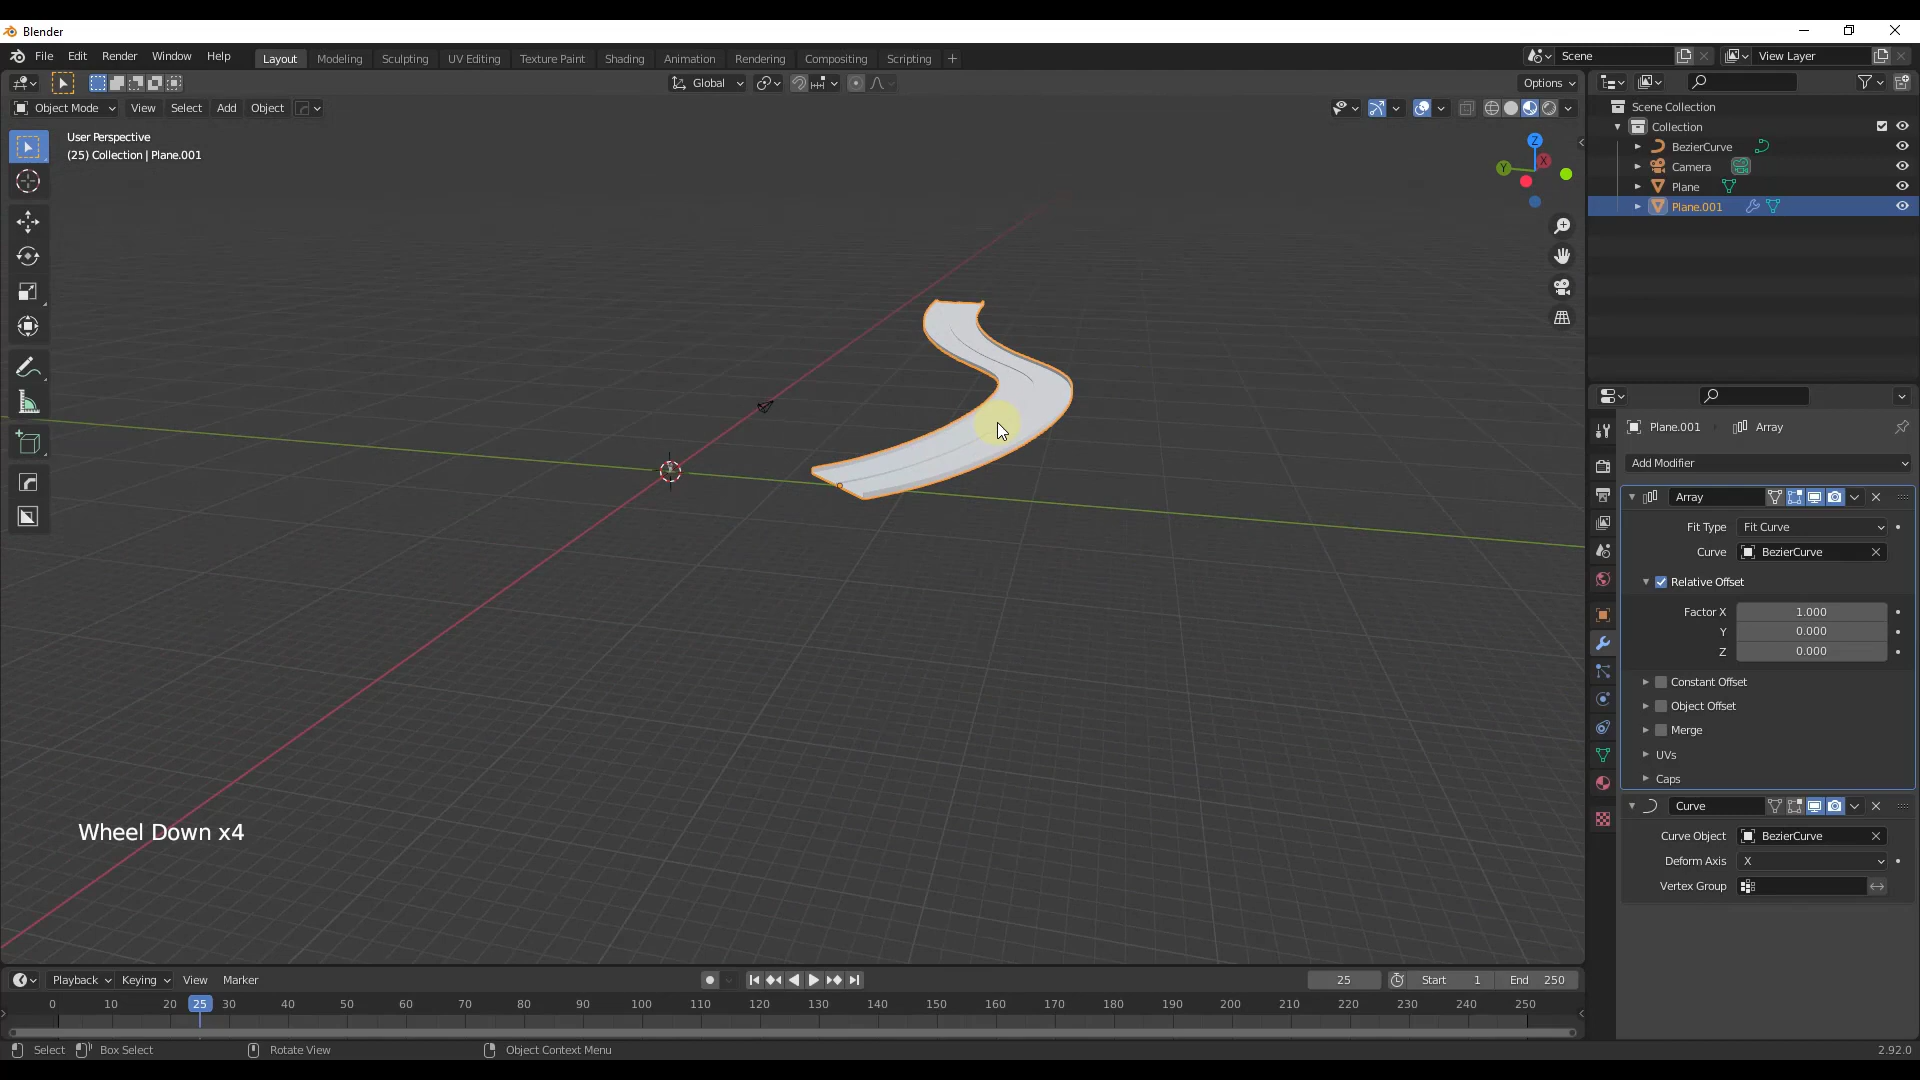 Blender
File Edit Render Window Help Layout Modeling Sculpting UV Editing Texture Paint Shading Animation Rendering Compositing Scripting + Scene View Layer
Global Options
Object Mode View Select Add Object
User Perspective
(25) Collection | Plane.001
Z
X
Y
Scene Collection
Collection
BezierCurve
Camera
Plane
Plane.001
Plane.001 Array
Add Modifier
Array
Fit Type Fit Curve
Curve BezierCurve
Relative Offset
Factor X 1.000
Y 0.000
Z 0.000
Constant Offset
Object Offset
Merge
UVs
Caps
Curve
Curve Object BezierCurve
Deform Axis X
Vertex Group
Wheel Down x4
Playback Keying View Marker 25 Start 1 End 250
0 10 20 25 30 40 50 60 70 80 90 100 110 120 130 140 150 160 170 180 190 200 210 220 230 240 250
Select Box Select Rotate View Object Context Menu 2.92.0